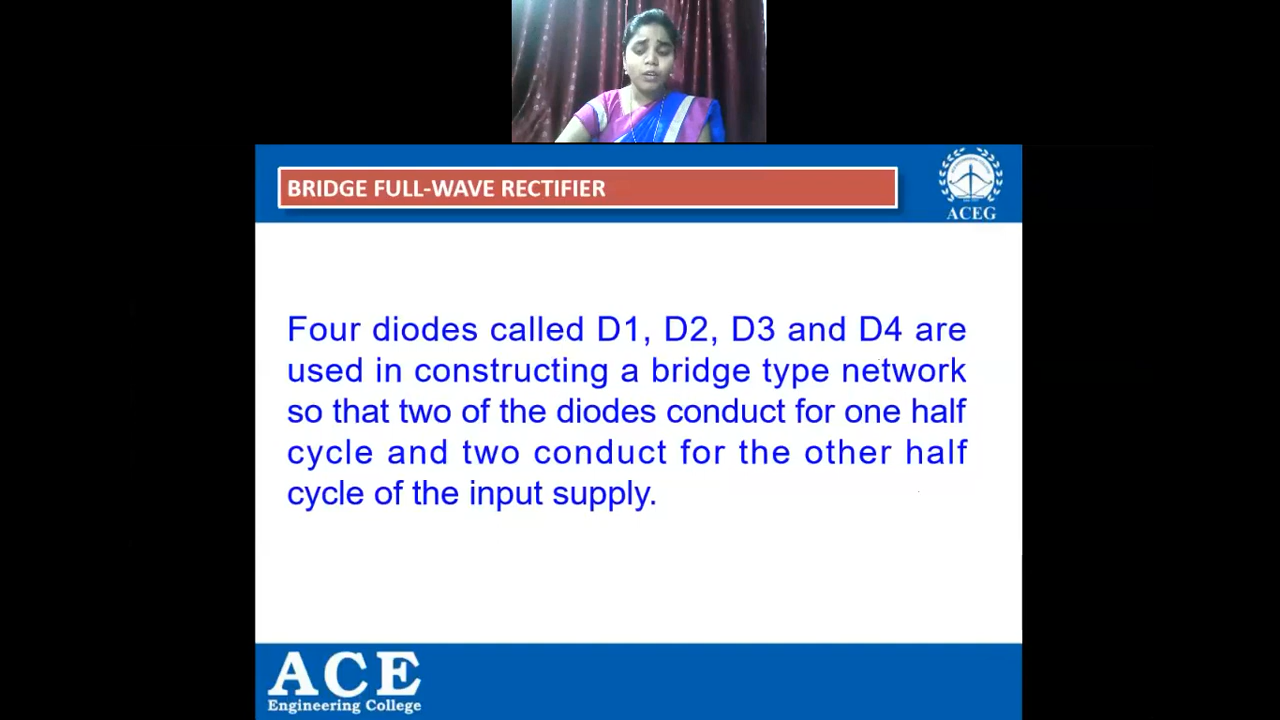 BRIDGE FULL-WAVE RECTIFIER
ACEG
Four diodes called D1, D2, D3 and D4 are
used in constructing a bridge type network
so that two of the diodes conduct for one half
cycle and two conduct for the other half
cycle of the input supply.
ACE
Engineering College